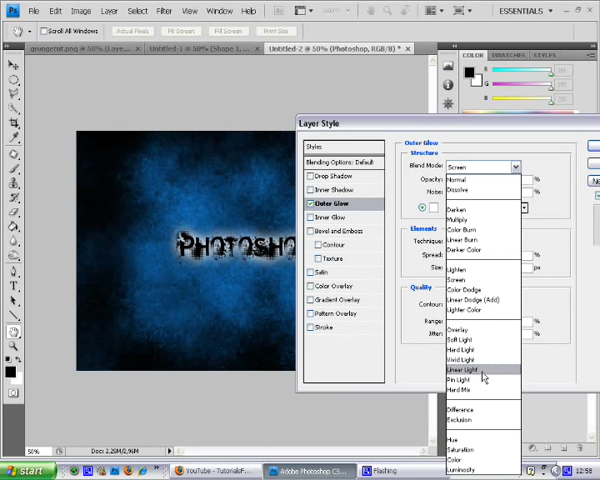 Ps File Edit Image Layer Select Filter View Window Help
50%
ESSENTIALS
Scroll All Windows Actual Pixels Fit Screen Fill Screen Print Size
Untitled-1 @ 50% (Shape
Untitled-2 @ 50% (Photoshop, RGB/8) *
COLOR SWATCHES STYLES
R
G
B
Layer Style
Styles
Blending Options: Default
Drop Shadow
Inner Shadow
Outer Glow
Inner Glow
Bevel and Emboss
Contour
Texture
Satin
Color Overlay
Gradient Overlay
Pattern Overlay
Stroke
Outer Glow
Structure
Blend Mode: Screen
Opacity: %
Noise: %
Elements
Technique:
Spread: %
Size: px
Quality
Contour:
Range: %
Jitter: %
Normal
Dissolve
Darken
Multiply
Color Burn
Linear Burn
Darker Color
Lighten
Screen
Color Dodge
Linear Dodge (Add)
Lighter Color
Overlay
Soft Light
Hard Light
Vivid Light
Linear Light
Pin Light
Hard Mix
Difference
Exclusion
Hue
Saturation
Color
Luminosity
PHOTOSHO
50% Doc: 2,25M/2,96M
start
YouTube - TutorialsF...
Adobe Photoshop CS...
Flashing
12:58